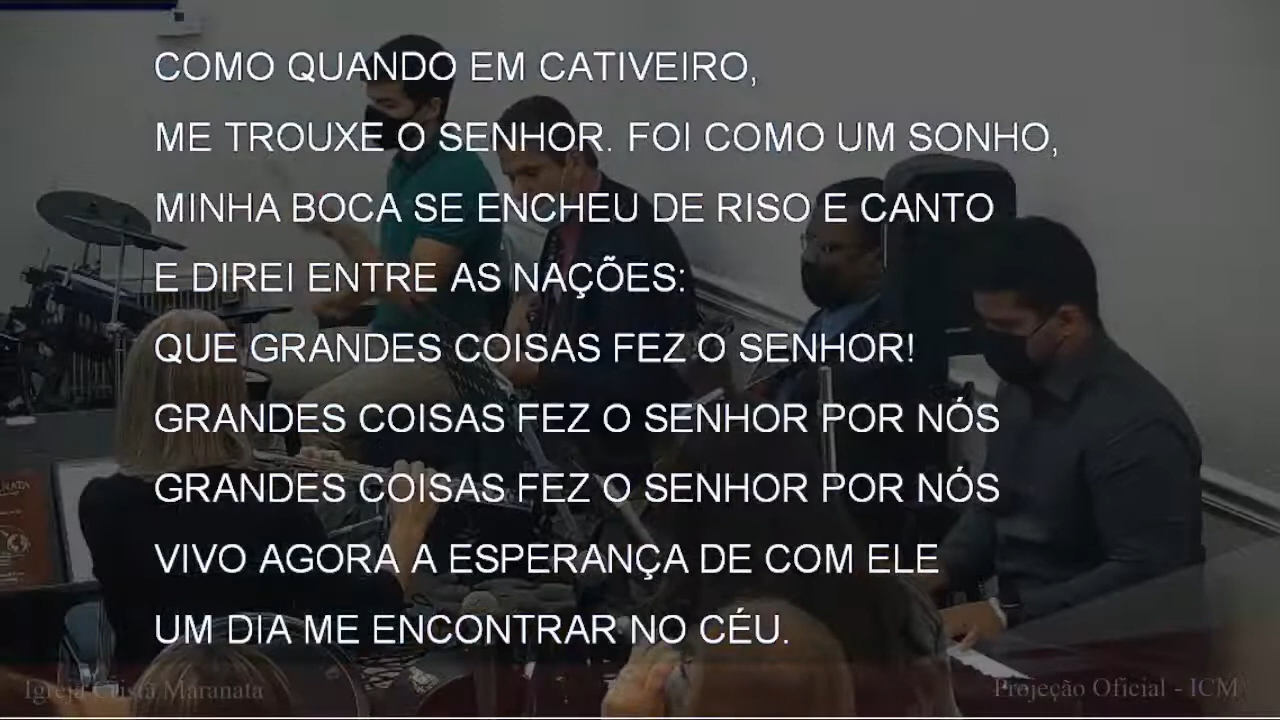 COMO QUANDO EM CATIVEIRO,
ME TROUXE O SENHOR. FOI COMO UM SONHO,
MINHA BOCA SE ENCHEU DE RISO E CANTO
E DIREI ENTRE AS NAÇÕES:
QUE GRANDES COISAS FEZ O SENHOR!
GRANDES COISAS FEZ O SENHOR POR NÓS
GRANDES COISAS FEZ O SENHOR POR NÓS
VIVO AGORA A ESPERANÇA DE COM ELE
UM DIA ME ENCONTRAR NO CÉU.
Igreja Cristã Maranata
Projeção Oficial - ICM